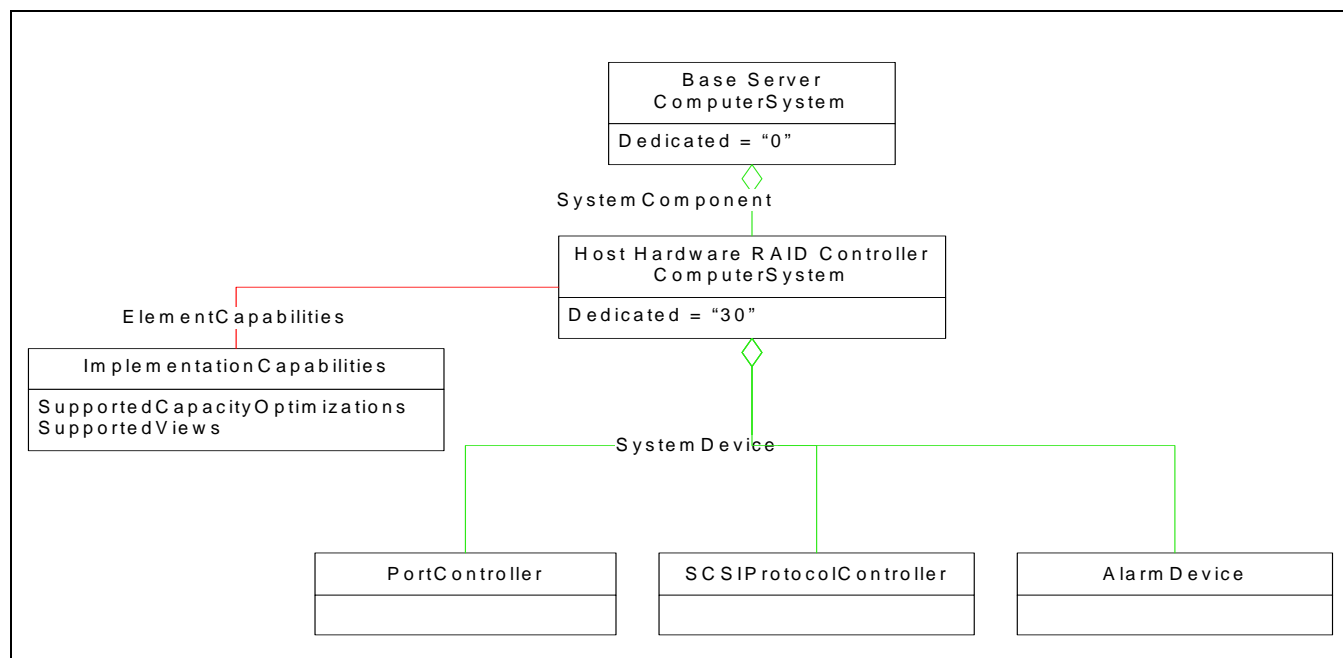 Base Server
ComputerSystem
Dedicated = “0”
SystemComponent
Host Hardware RAID Controller
ComputerSystem
Dedicated = “30”
ElementCapabilities
ImplementationCapabilities
SupportedCapacityOptimizations
SupportedViews
SystemDevice
PortController
SCSIProtocolController
AlarmDevice